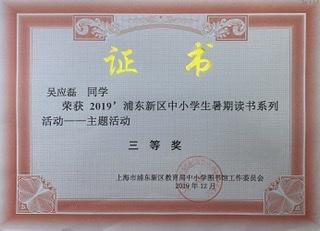 证书
吴应磊 同学
荣获 2019’浦东新区中小学生暑期读书系列
活动——主题活动
三等奖
上海市浦东新区教育局中小学图书馆工作委员会
2019年12月